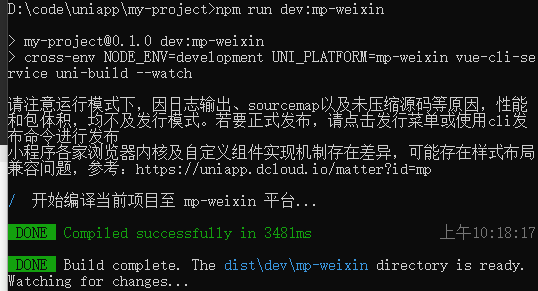 D:\code\uniapp\my-project>npm run dev:mp-weixin
> my-project@0.1.0 dev:mp-weixin
> cross-env NODE_ENV=development UNI_PLATFORM=mp-weixin vue-cli-se
rvice uni-build --watch
请注意运行模式下，因日志输出、sourcemap以及未压缩源码等原因，性能
和包体积，均不及发行模式。若要正式发布，请点击发行菜单或使用cli发
布命令进行发布
小程序各家浏览器内核及自定义组件实现机制存在差异，可能存在样式布局
兼容问题，参考：https://uniapp.dcloud.io/matter?id=mp
/ 开始编译当前项目至 mp-weixin 平台...
DONE Compiled successfully in 3481ms 上午10:18:17
DONE Build complete. The dist\dev\mp-weixin directory is ready.
Watching for changes...